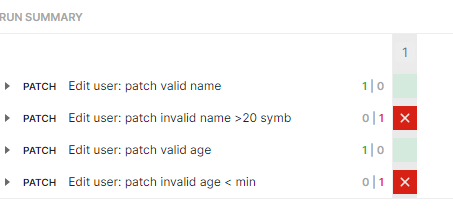 RUN SUMMARY
1
PATCH Edit user: patch valid name 1 | 0
PATCH Edit user: patch invalid name >20 symb 0 | 1
PATCH Edit user: patch valid age 1 | 0
PATCH Edit user: patch invalid age < min 0 | 1